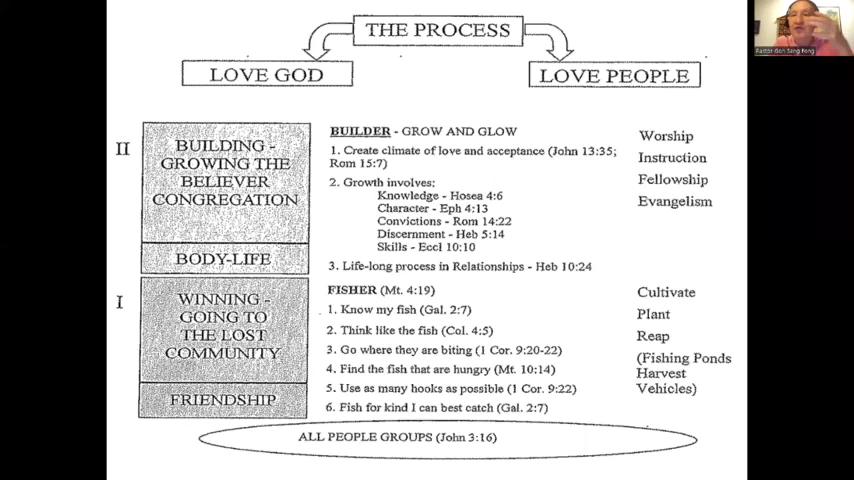 THE PROCESS
LOVE GOD
LOVE PEOPLE
II
BUILDING -
GROWING THE
BELIEVER
CONGREGATION
BODY-LIFE
BUILDER - GROW AND GLOW
1. Create climate of love and acceptance (John 13:35;
Rom 15:7)
2. Growth involves:
Knowledge - Hosea 4:6
Character - Eph 4:13
Convictions - Rom 14:22
Discernment - Heb 5:14
Skills - Eccl 10:10
3. Life-long process in Relationships - Heb 10:24
Worship
Instruction
Fellowship
Evangelism
I
WINNING -
GOING TO
THE LOST
COMMUNITY
FRIENDSHIP
FISHER (Mt. 4:19)
1. Know my fish (Gal. 2:7)
2. Think like the fish (Col. 4:5)
3. Go where they are biting (1 Cor. 9:20-22)
4. Find the fish that are hungry (Mt. 10:14)
5. Use as many hooks as possible (1 Cor. 9:22)
6. Fish for kind I can best catch (Gal. 2:7)
Cultivate
Plant
Reap
(Fishing Ponds
Harvest
Vehicles)
ALL PEOPLE GROUPS (John 3:16)
Pastor Goh Seng Fong